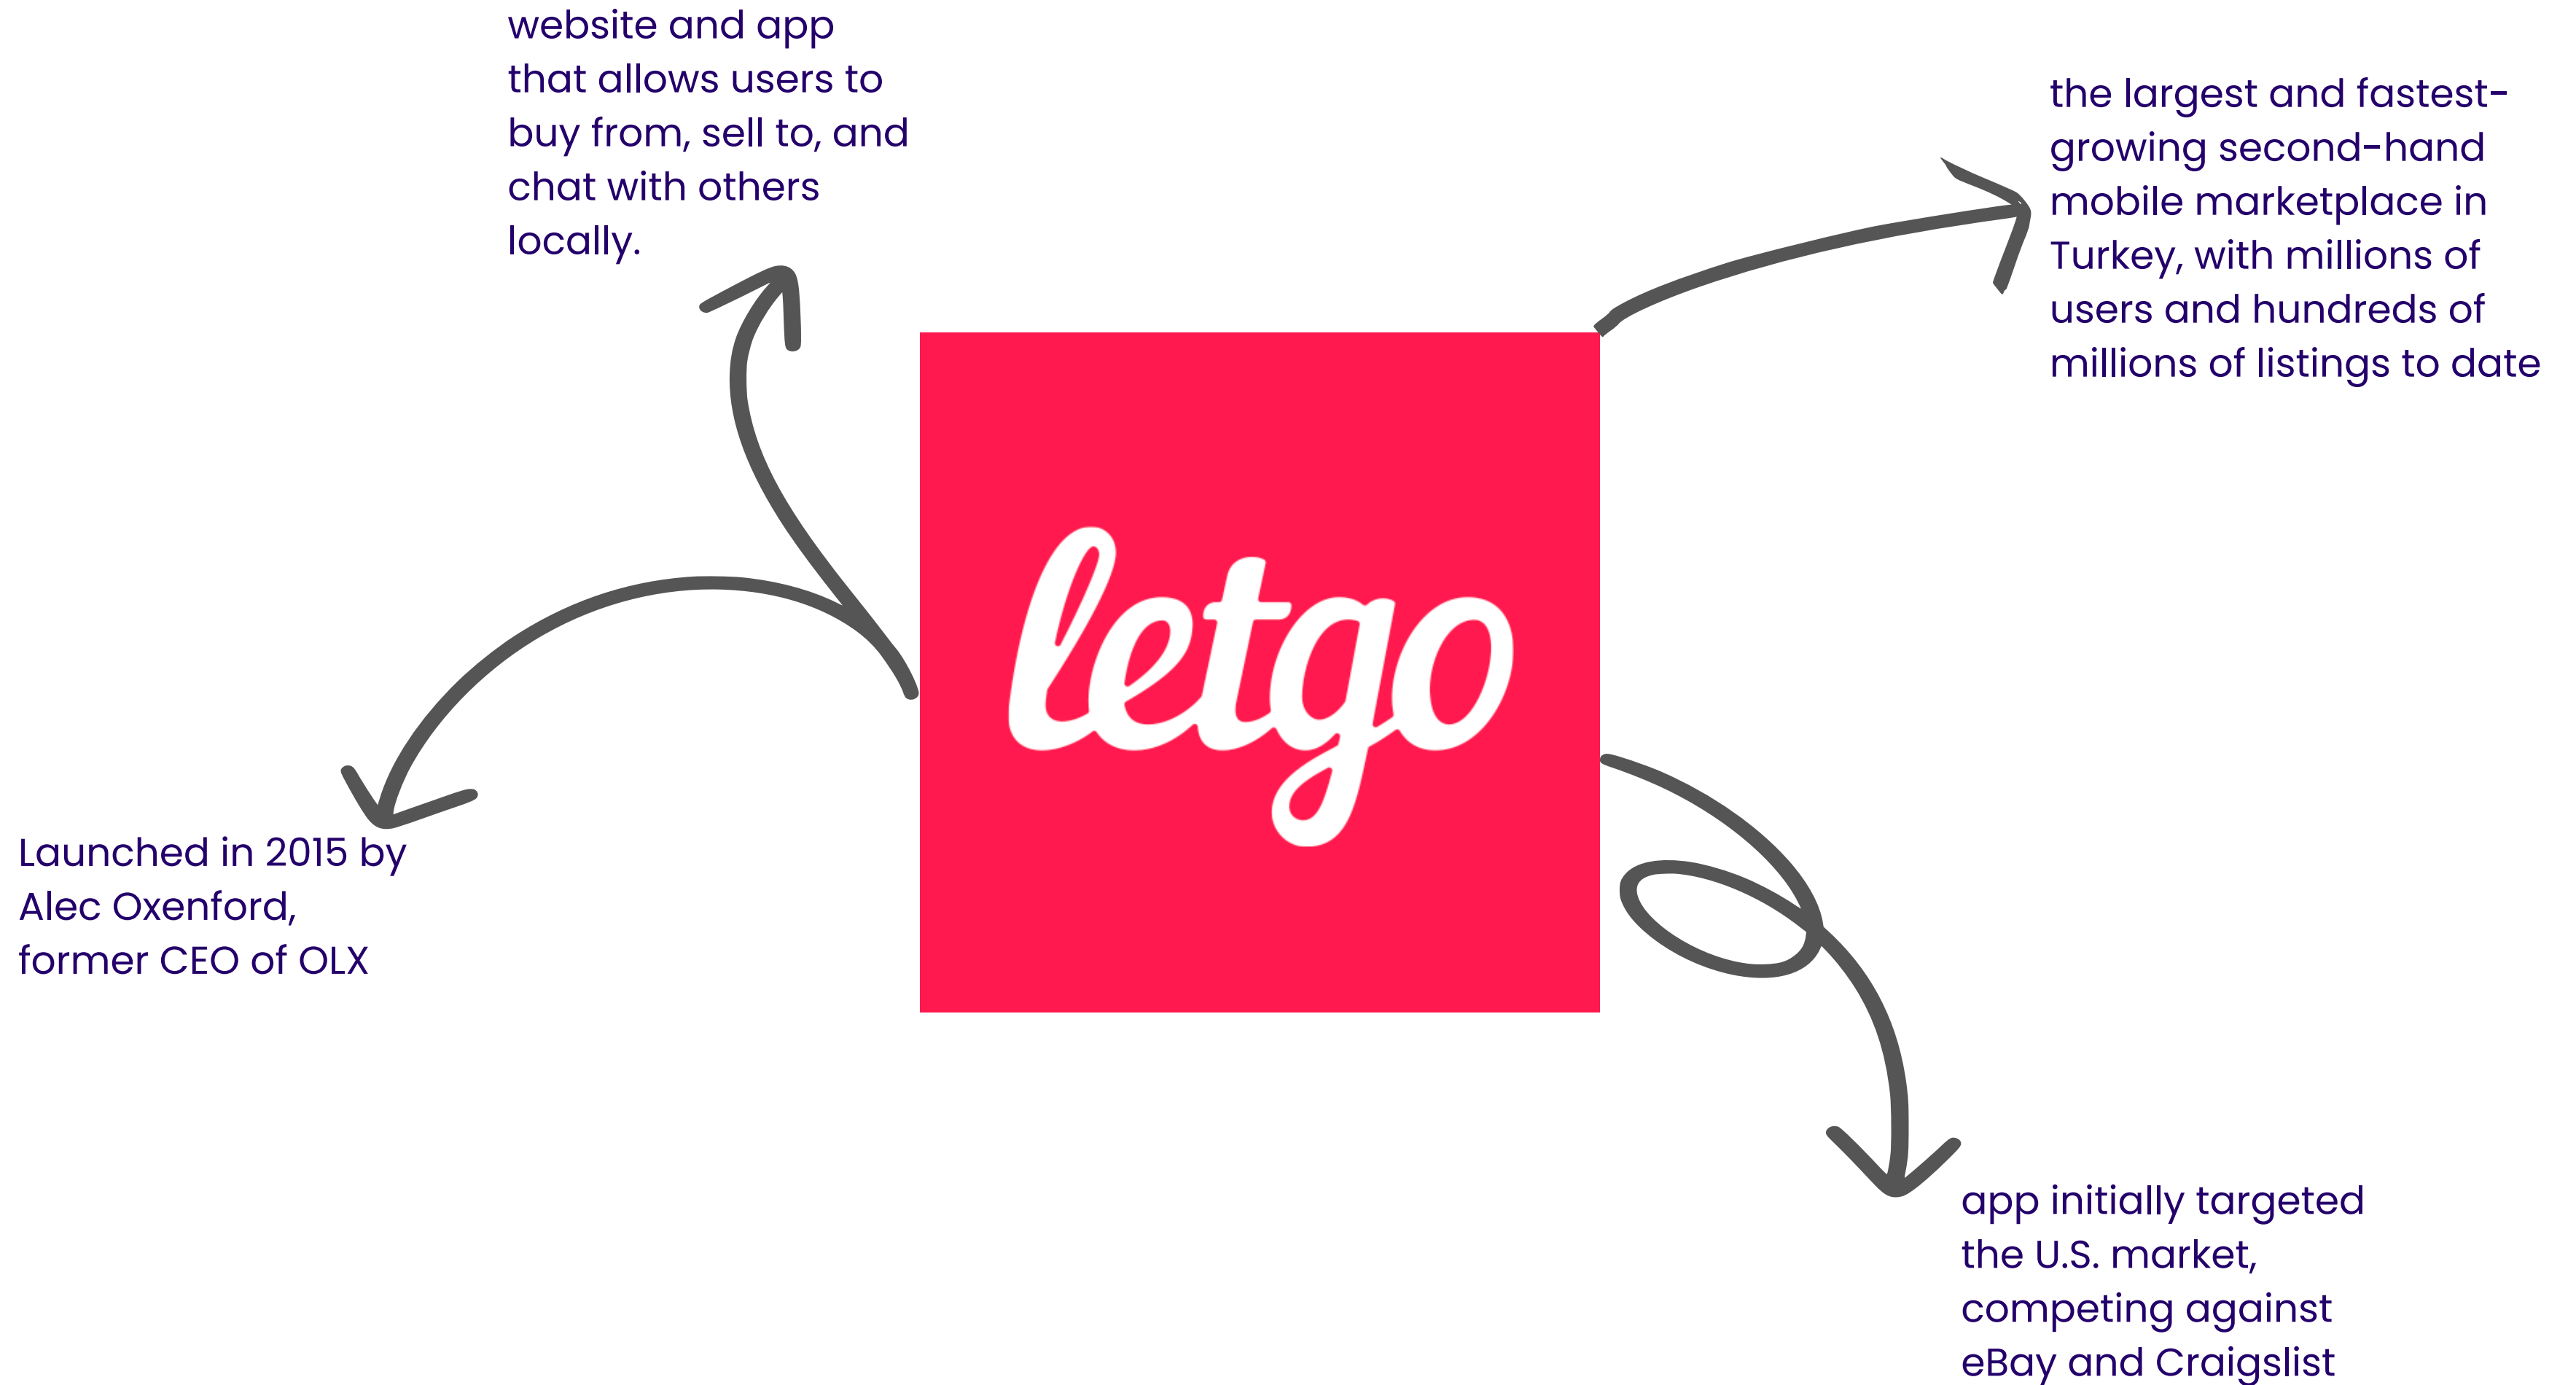 website and app
that allows users to
buy from, sell to, and
chat with others
locally.
the largest and fastest-
growing second-hand
mobile marketplace in
Turkey, with millions of
users and hundreds of
millions of listings to date
letgo
Launched in 2015 by
Alec Oxenford,
former CEO of OLX
app initially targeted
the U.S. market,
competing against
eBay and Craigslist